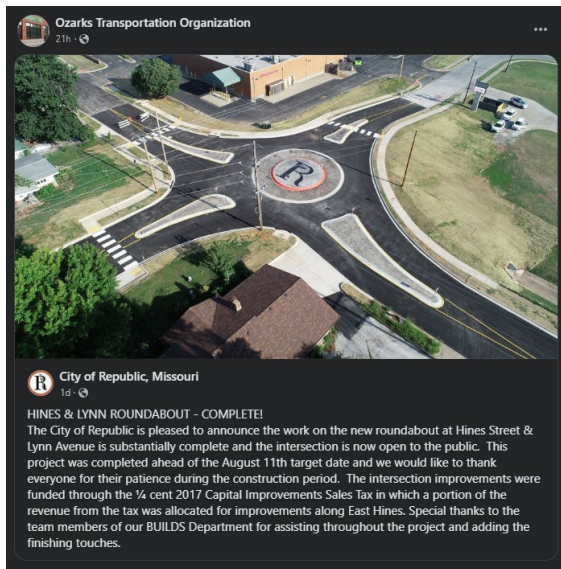 Ozarks Transportation Organization
21h ·
R
R
City of Republic, Missouri
1d ·
HINES & LYNN ROUNDABOUT - COMPLETE!
The City of Republic is pleased to announce the work on the new roundabout at Hines Street &
Lynn Avenue is substantially complete and the intersection is now open to the public.  This
project was completed ahead of the August 11th target date and we would like to thank
everyone for their patience during the construction period.  The intersection improvements were
funded through the ¼ cent 2017 Capital Improvements Sales Tax in which a portion of the
revenue from the tax was allocated for improvements along East Hines. Special thanks to the
team members of our BUILDS Department for assisting throughout the project and adding the
finishing touches.